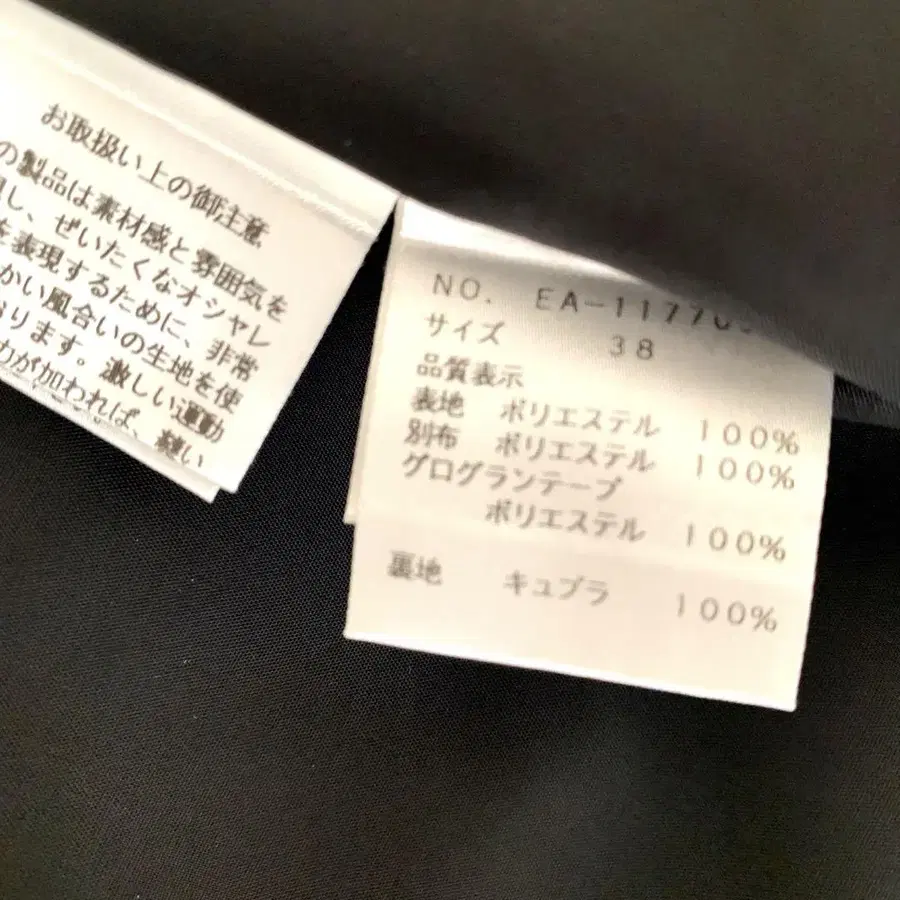 お取扱い上の御注意
の製品は素材感と雰囲気を
し、ぜいたくなオシャレ
を表現するために、非常
かい風合いの生地を使
おります。激しい運動
力が加われば、縫い
NO. EA-11770
サイズ 38
品質表示
表地 ポリエステル 100%
別布 ポリエステル 100%
グログランテープ
ポリエステル 100%
裏地 キュプラ 100%